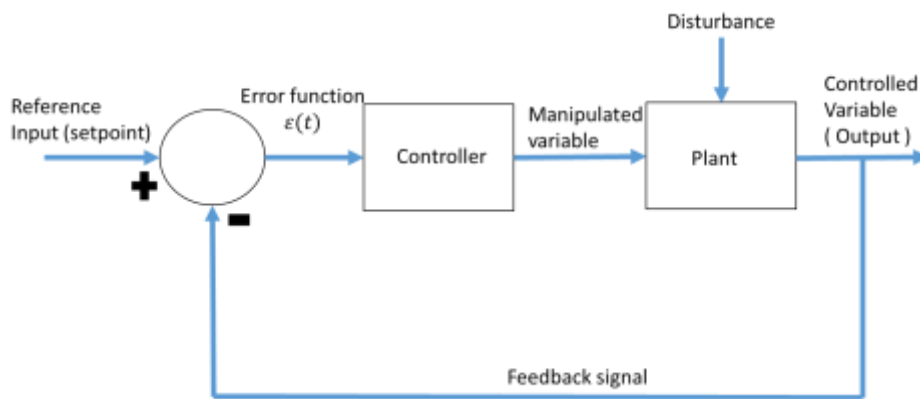 Disturbance
Controlled
Variable
( Output )
Reference
Input (setpoint)
Error function
ε(t)
Controller
Manipulated
variable
Plant
Feedback signal